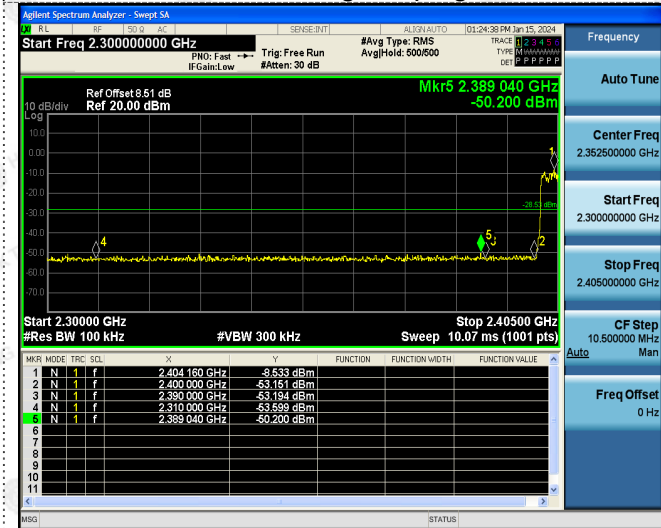 Agilent Spectrum Analyzer - Swept SA
RL RF 50 Ω AC SENSE:INT ALIGN AUTO 01:24:38 PM Jan 15, 2024
Start Freq 2.300000000 GHz
PNO: Fast
IFGain:Low
Trig: Free Run
#Atten: 30 dB
#Avg Type: RMS
Avg|Hold: 500/500
TRACE 1 2 3 4 5 6
TYPE M
DET P P P P P P
Ref Offset 8.51 dB
Ref 20.00 dBm
10 dB/div
Log
Mkr5 2.389 040 GHz
-50.200 dBm
10.0
0.00
-10.0
-20.0
-30.0
-40.0
-50.0
-60.0
-70.0
1
4
5
3
2
Start 2.30000 GHz
Stop 2.40500 GHz
#Res BW 100 kHz
#VBW 300 kHz
Sweep 10.07 ms (1001 pts)
MKR MODE TRC SCL X Y FUNCTION FUNCTION WIDTH FUNCTION VALUE
1 N 1 f 2.404 160 GHz -8.533 dBm
2 N 1 f 2.400 000 GHz -53.151 dBm
3 N 1 f 2.390 000 GHz -53.194 dBm
4 N 1 f 2.310 000 GHz -53.599 dBm
5 N 1 f 2.389 040 GHz -50.200 dBm
6
7
8
9
10
11
MSG
STATUS
Frequency
Auto Tune
Center Freq
2.352500000 GHz
Start Freq
2.300000000 GHz
Stop Freq
2.405000000 GHz
CF Step
10.500000 MHz
Auto Man
Freq Offset
0 Hz